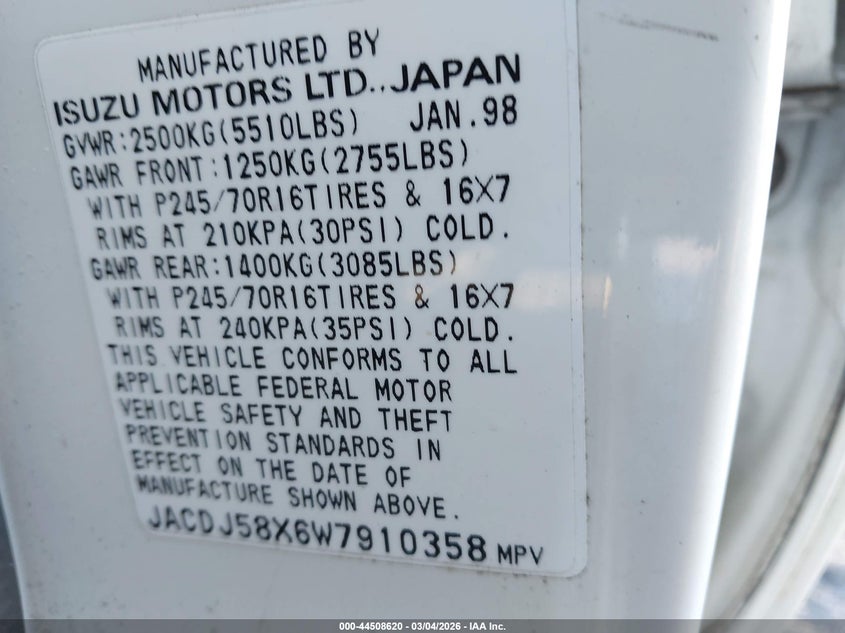 MANUFACTURED BY
ISUZU MOTORS LTD., JAPAN
GVWR:2500KG(5510LBS) JAN.98
GAWR FRONT:1250KG(2755LBS)
WITH P245/70R16TIRES & 16X7
RIMS AT 210KPA(30PSI) COLD.
GAWR REAR:1400KG(3085LBS)
WITH P245/70R16TIRES & 16X7
RIMS AT 240KPA(35PSI) COLD.
THIS VEHICLE CONFORMS TO ALL
APPLICABLE FEDERAL MOTOR
VEHICLE SAFETY AND THEFT
PREVENTION STANDARDS IN
EFFECT ON THE DATE OF
MANUFACTURE SHOWN ABOVE.
JACDJ58X6W7910358 MPV
000-44508620 - 03/04/2026 - IAA Inc.